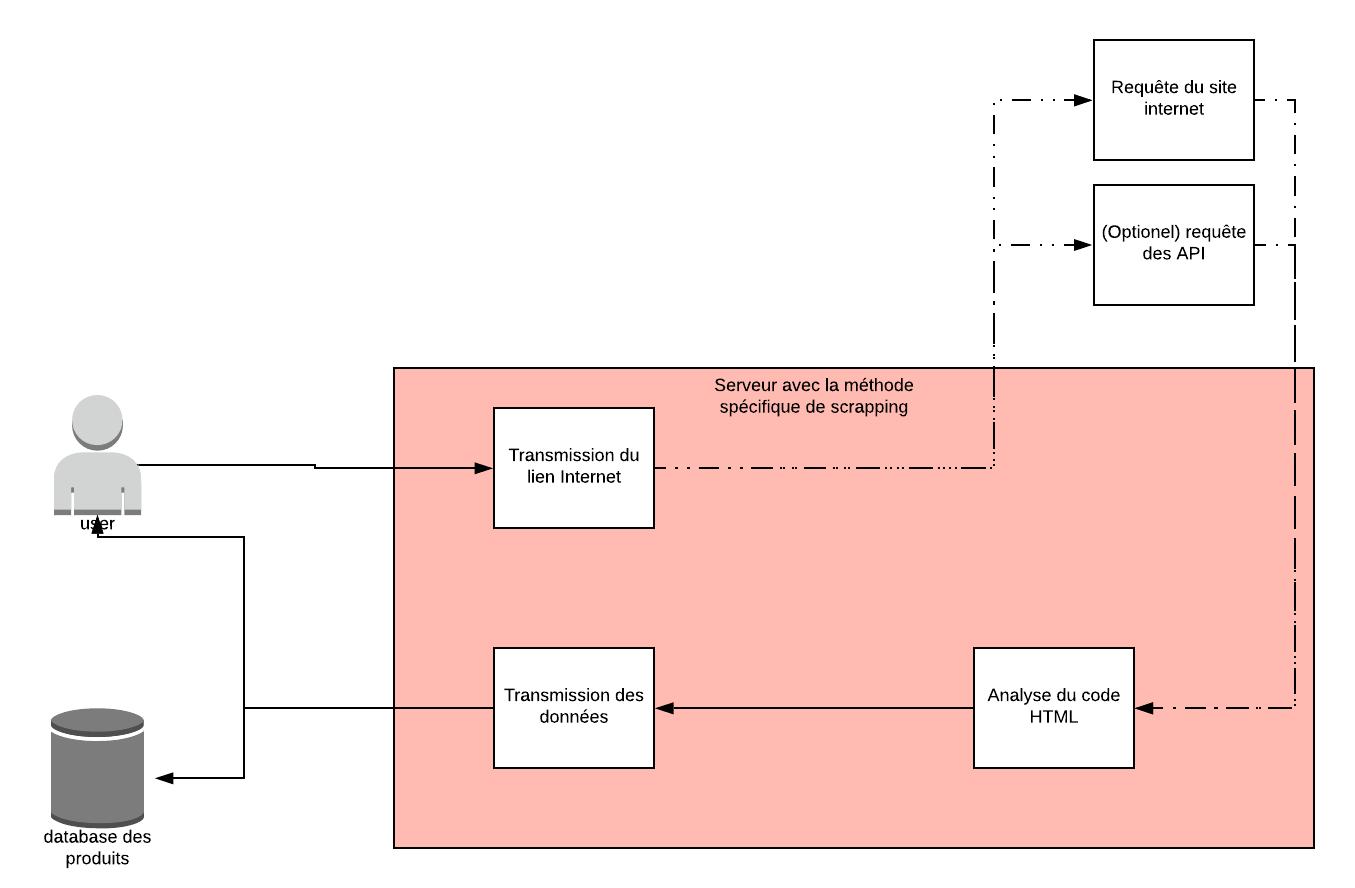 Requête du site
internet
(Optionel) requête
des API
Serveur avec la méthode
spécifique de scrapping
Transmission du
lien Internet
user
Transmission des
données
Analyse du code
HTML
database des
produits